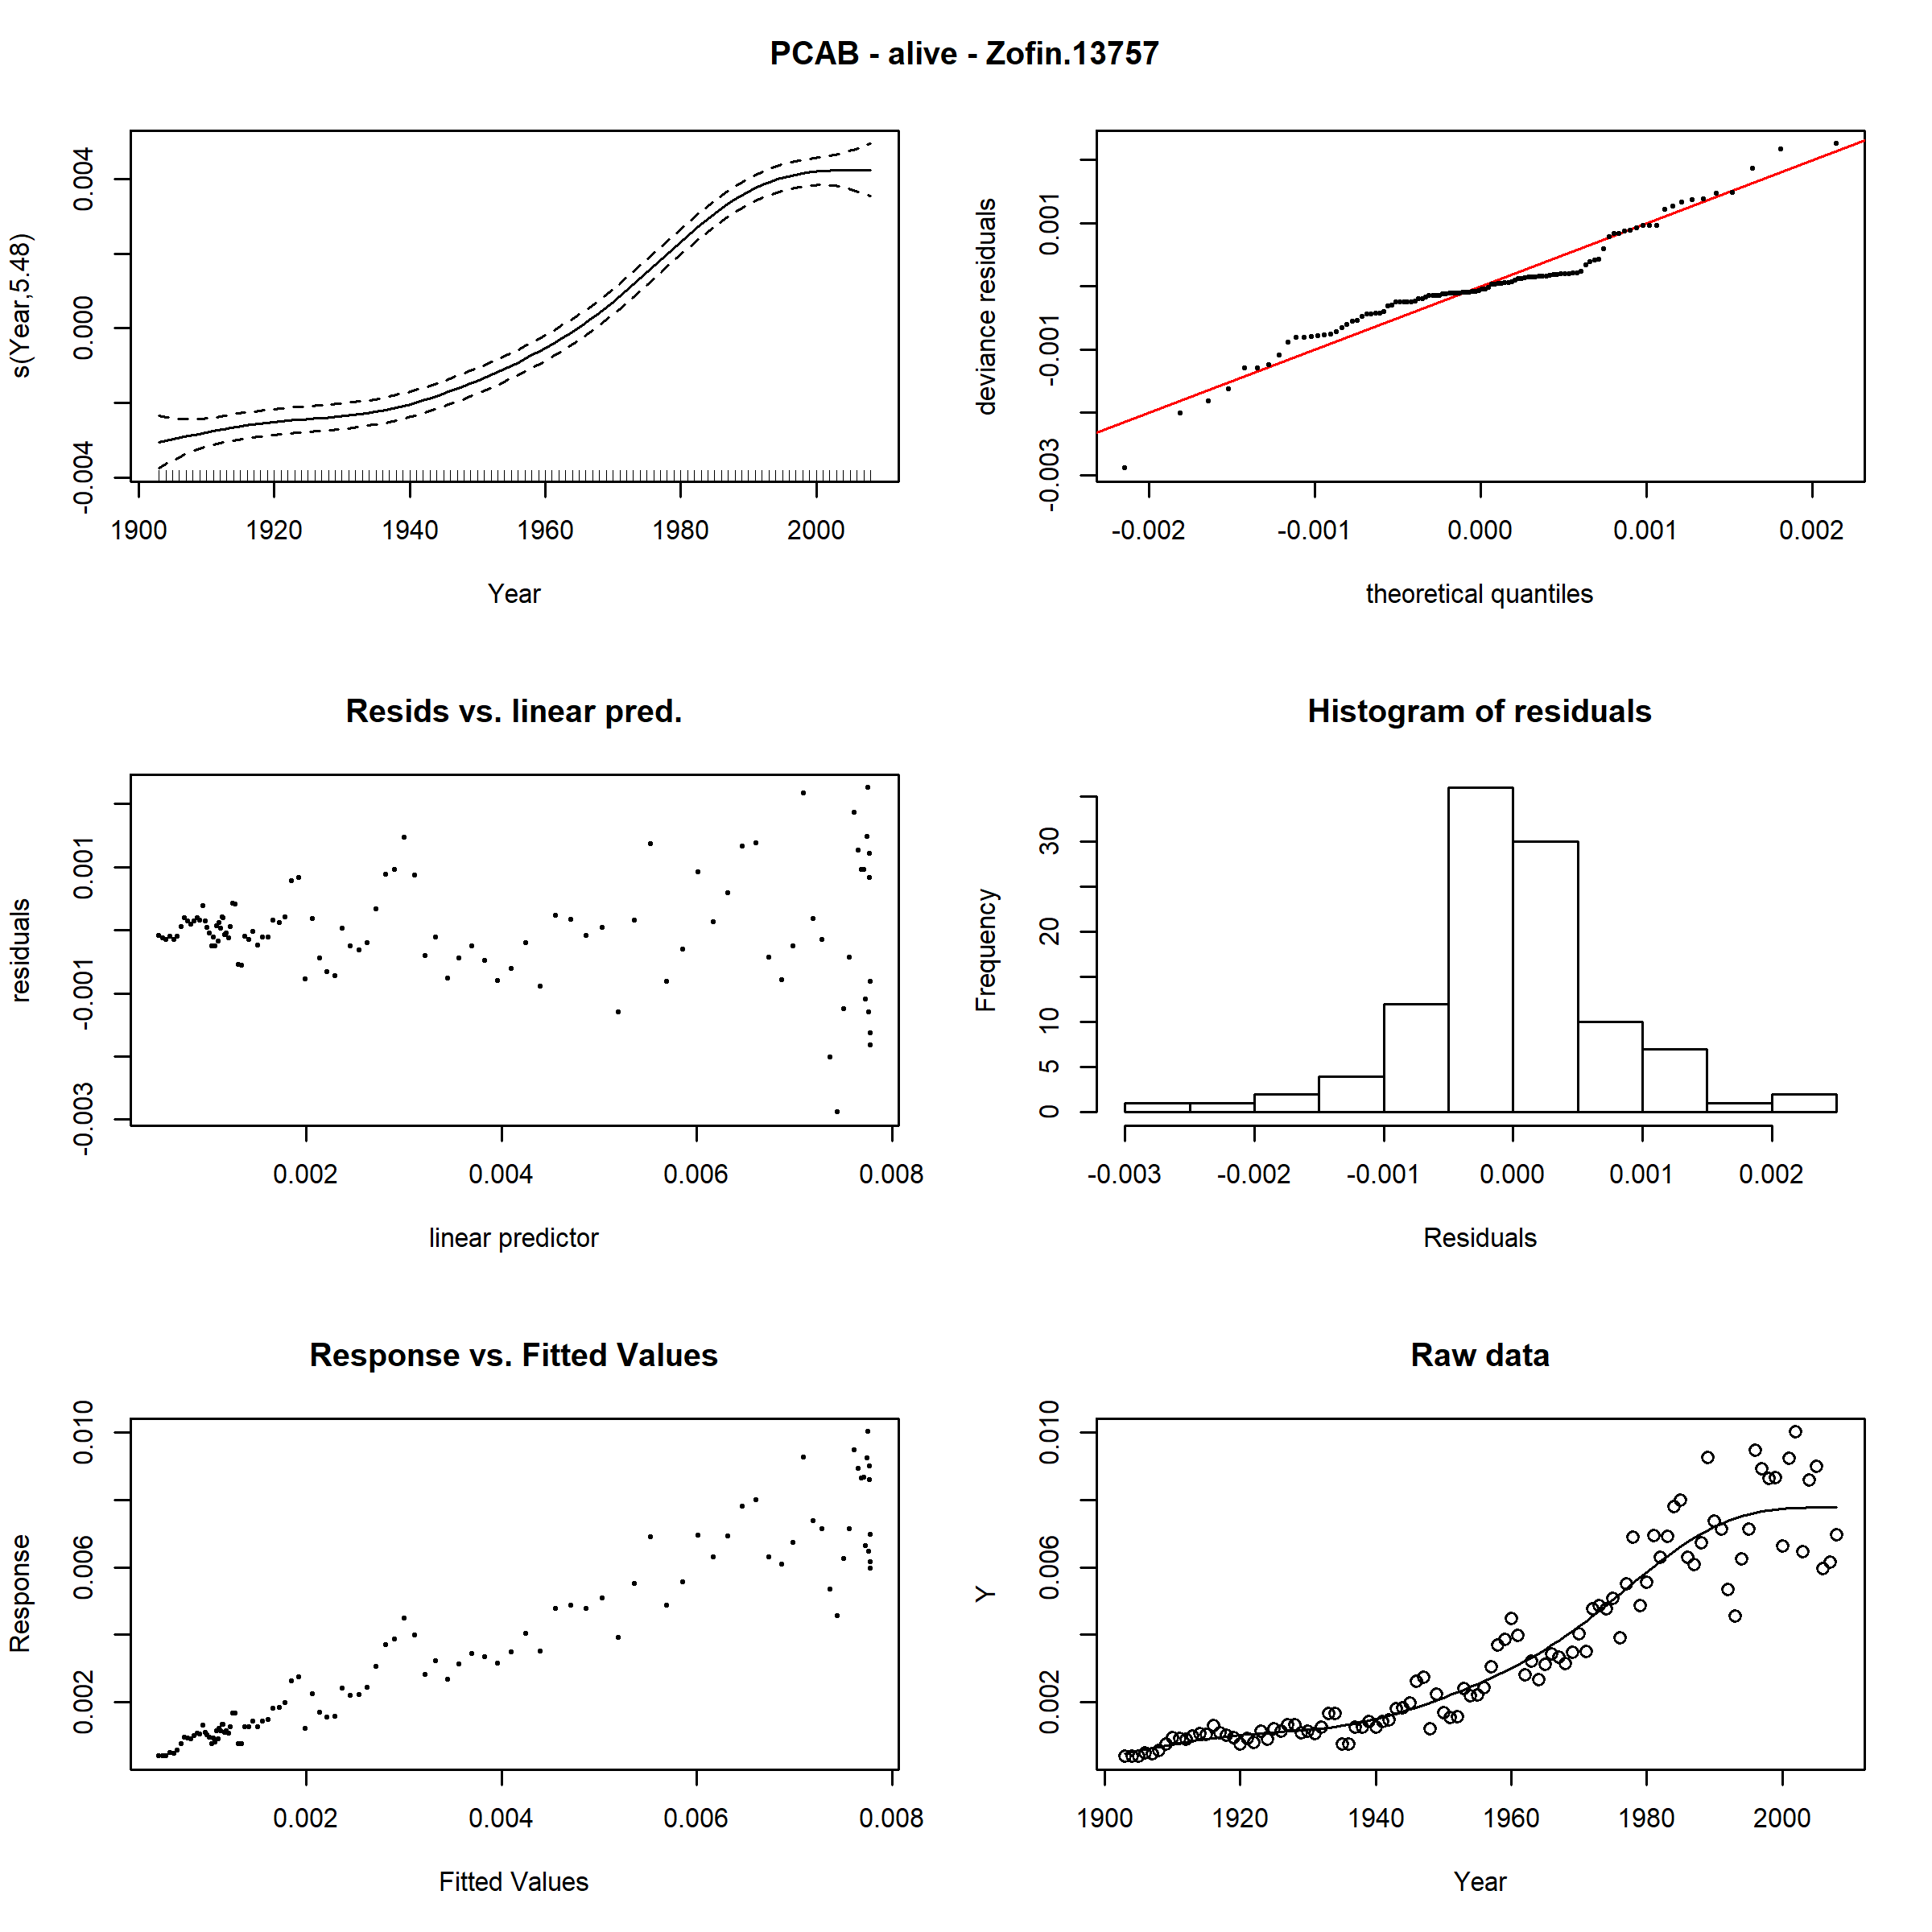 PCAB - alive - Zofin.13757
s(Year,5.48)
-0.004 0.000 0.004
1900 1920 1940 1960 1980 2000
Year
deviance residuals
-0.003 -0.001 0.001
-0.002 -0.001 0.000 0.001 0.002
theoretical quantiles
Resids vs. linear pred.
residuals
-0.003 -0.001 0.001
0.002 0.004 0.006 0.008
linear predictor
Histogram of residuals
Frequency
0 5 10 20 30
-0.003 -0.002 -0.001 0.000 0.001 0.002
Residuals
Response vs. Fitted Values
Response
0.002 0.006 0.010
0.002 0.004 0.006 0.008
Fitted Values
Raw data
Y
0.002 0.006 0.010
1900 1920 1940 1960 1980 2000
Year